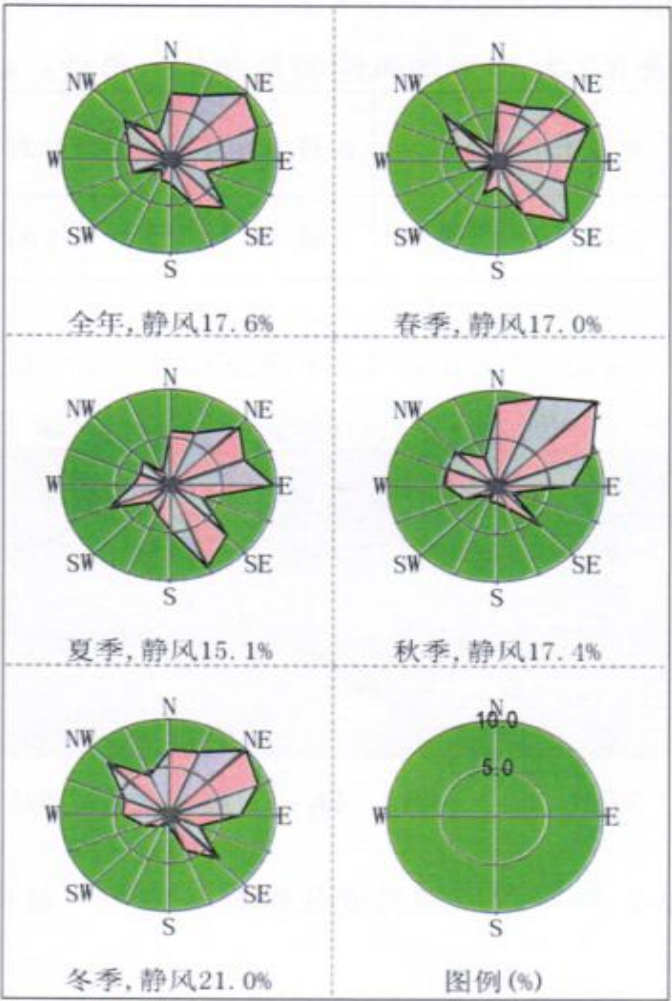 N N
NW NE NW NE
W E W E
SW SE SW SE
S S
全年,静风17.6% 春季,静风17.0%
N N
NW NE NW
W E W E
SW SE SW SE
S S
夏季,静风15.1% 秋季,静风17.4%
N N
10.0
NW NE
5.0
W E W E
SW SE
S S
冬季,静风21.0% 图例(%)